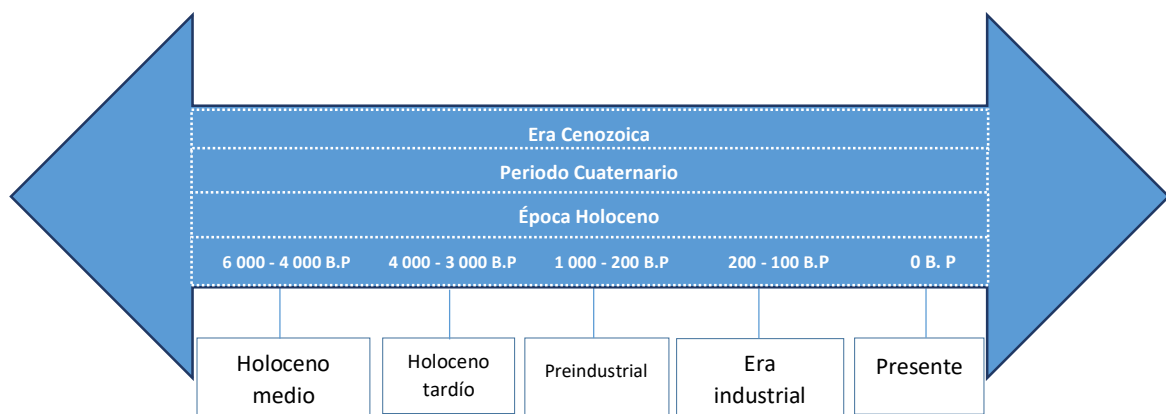 Era Cenozoica
Periodo Cuaternario
Época Holoceno
6 000 - 4 000 B.P
4 000 - 3 000 B.P
1 000 - 200 B.P
200 - 100 B.P
0 B. P
Holoceno
medio
Holoceno
tardío
Preindustrial
Era
industrial
Presente